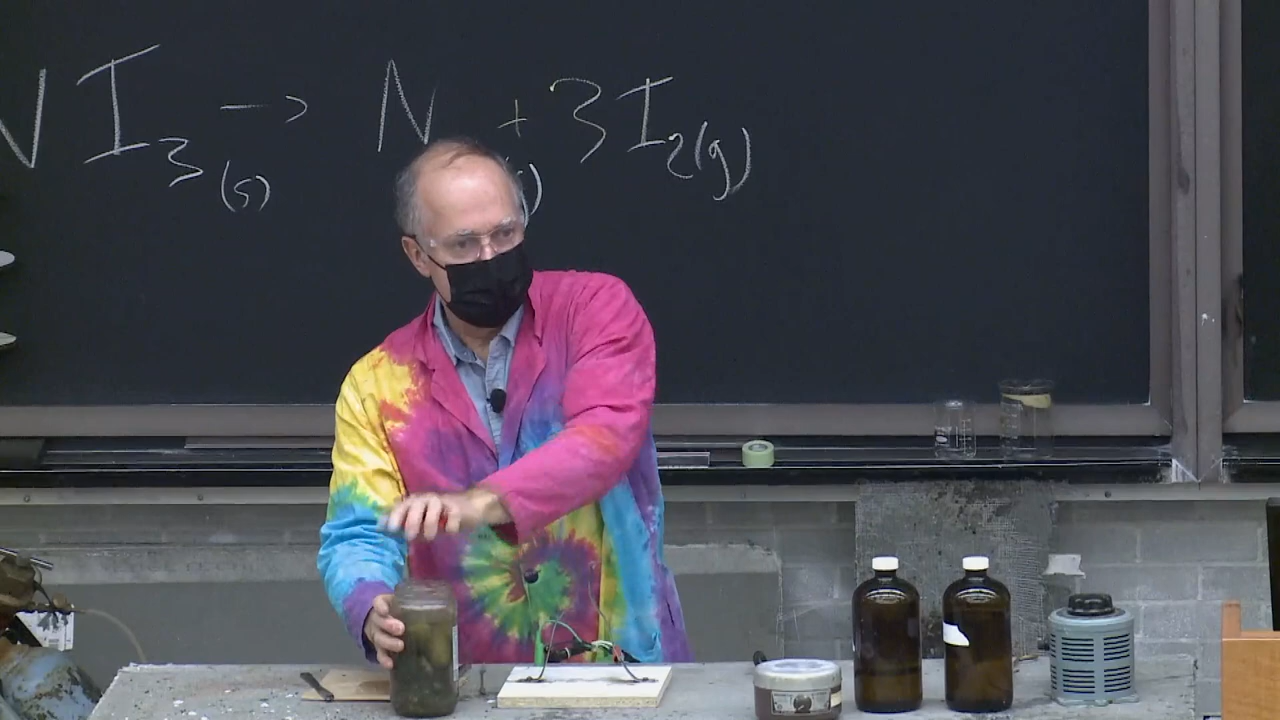 NI3(s) → N + 3I2(g)